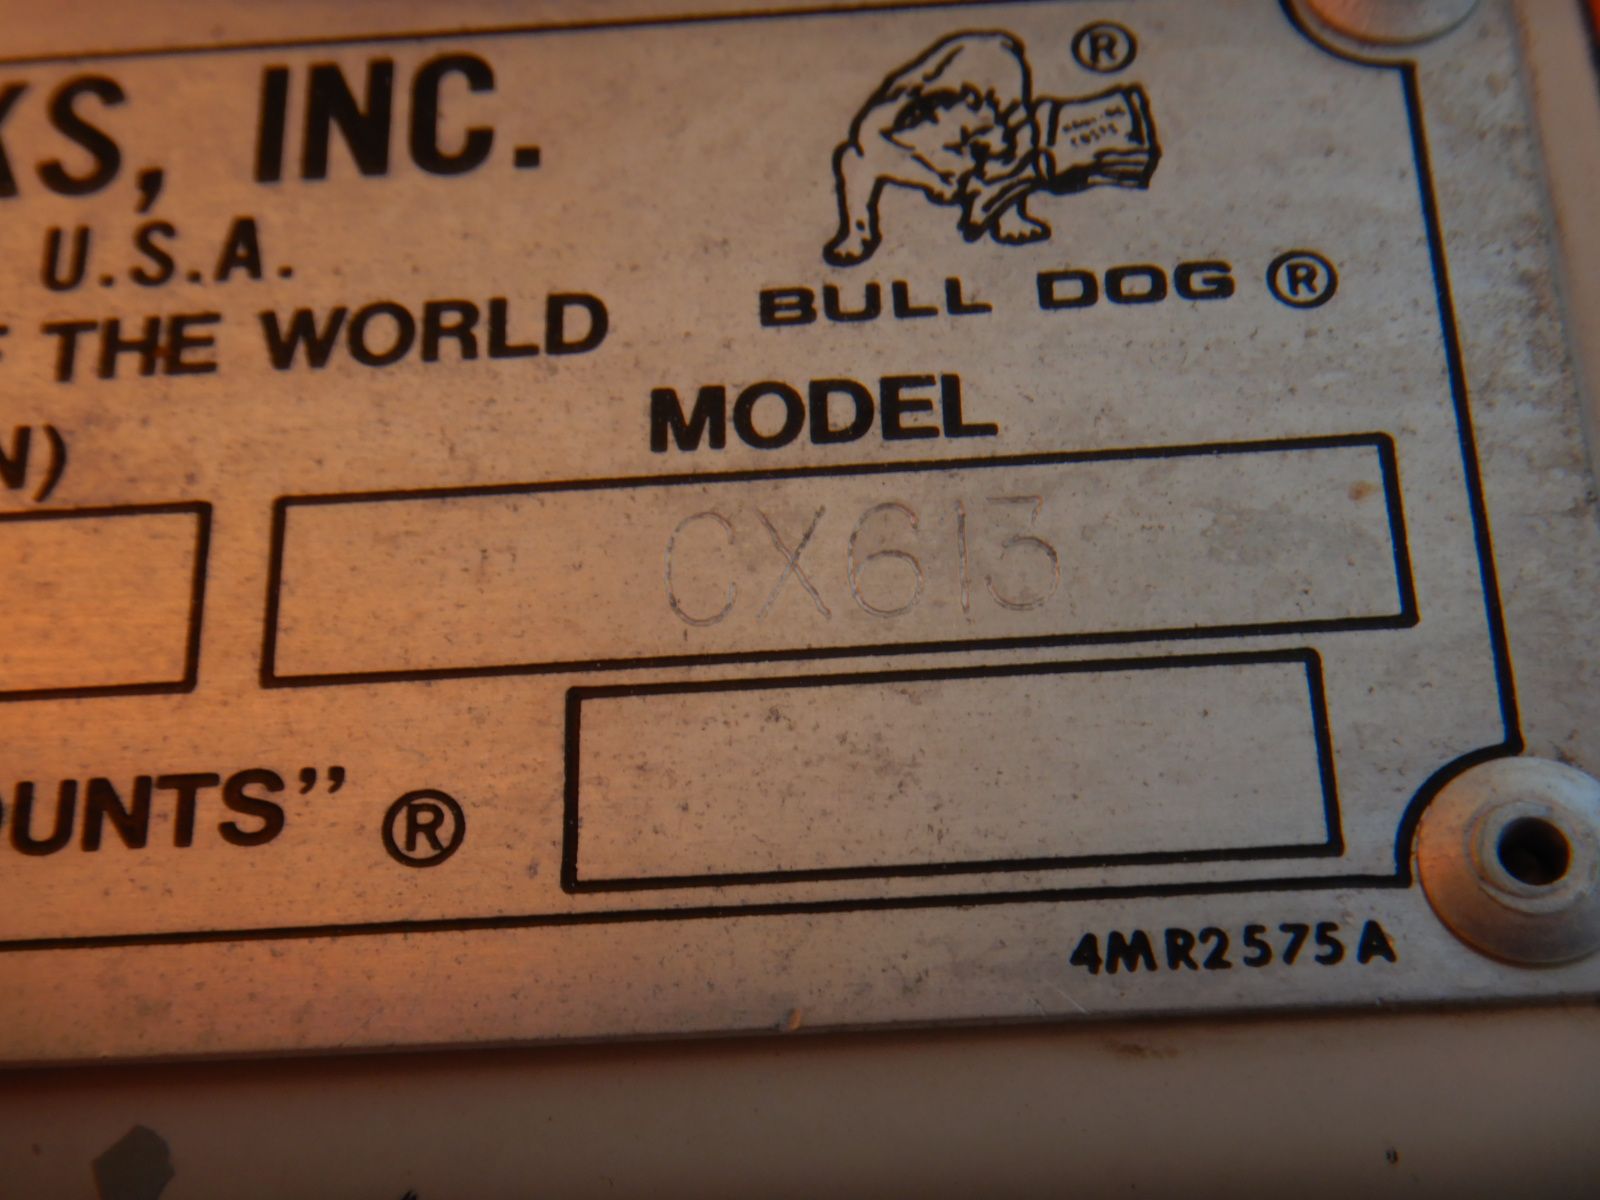 KS, INC. ®
U.S.A.
F THE WORLD
BULL DOG ®
MODEL
N)
CX613
OUNTS” ®
4MR2575A